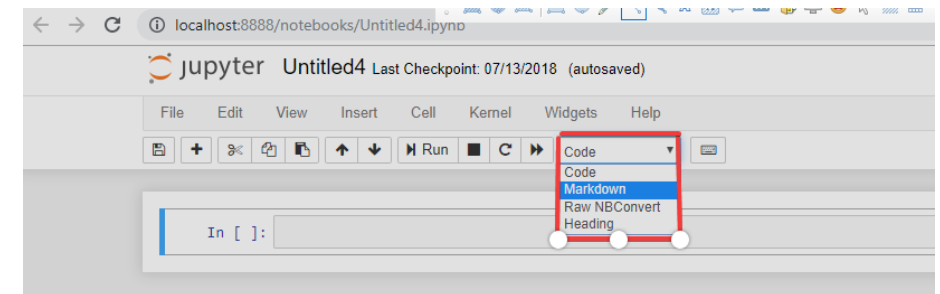 localhost:8888/notebooks/Untitled4.ipynb
jupyter Untitled4 Last Checkpoint: 07/13/2018 (autosaved)
File Edit View Insert Cell Kernel Widgets Help
Run Code
Code
Markdown
Raw NBConvert
Heading
In [ ]: